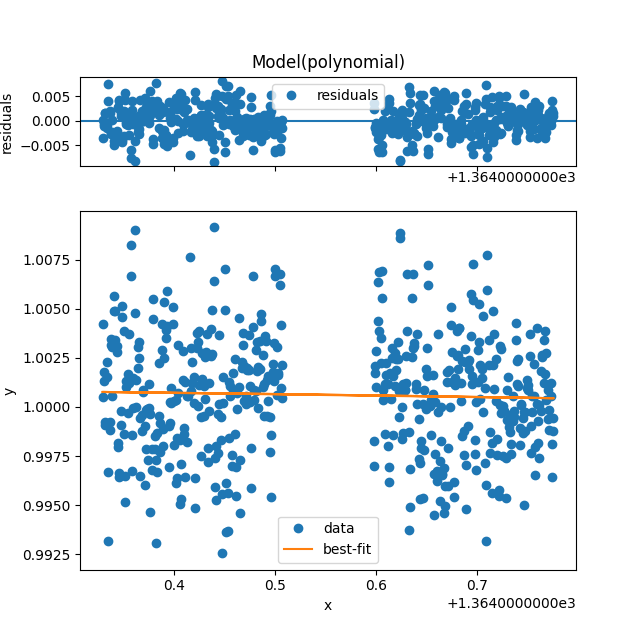 Model(polynomial)
residuals
0.005
0.000
−0.005
residuals
+1.3640000000e3
1.0075
1.0050
1.0025
1.0000
0.9975
0.9950
0.9925
y
data
best-fit
0.4
0.5
0.6
0.7
x
+1.3640000000e3